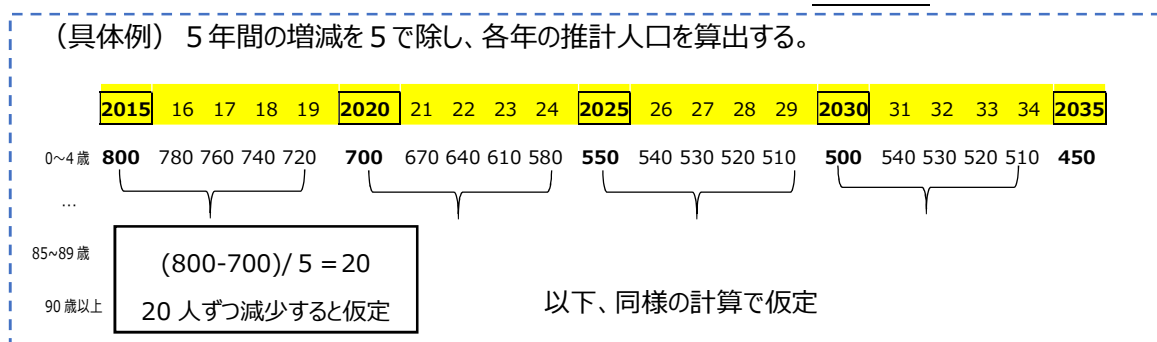 （具体例）５年間の増減を５で除し、各年の推計人口を算出する。
2015 16 17 18 19 2020 21 22 23 24 2025 26 27 28 29 2030 31 32 33 34 2035
0～4歳 800 780 760 740 720 700 670 640 610 580 550 540 530 520 510 500 540 530 520 510 450
…
85~89歳
90歳以上
(800-700)/ 5 =20
20 人ずつ減少すると仮定
以下、同様の計算で仮定